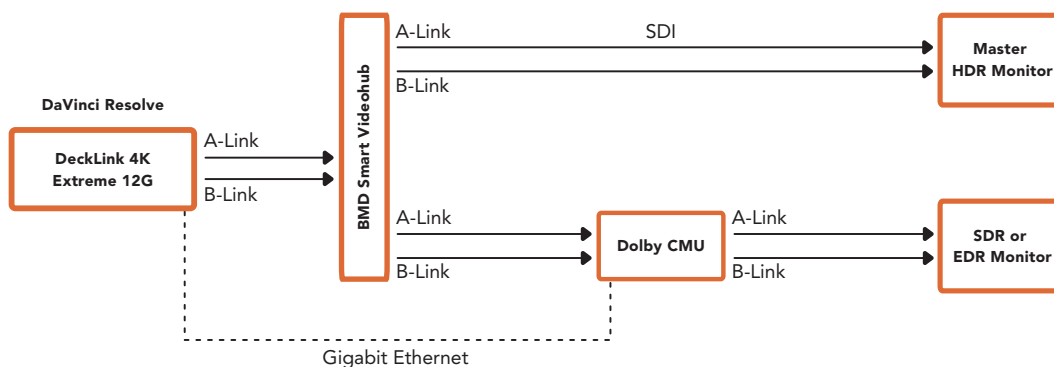 DaVinci Resolve
DeckLink 4K
Extreme 12G
A-Link
B-Link
BMD Smart Videohub
A-Link
SDI
B-Link
Master
HDR Monitor
A-Link
B-Link
Dolby CMU
A-Link
B-Link
SDR or
EDR Monitor
Gigabit Ethernet